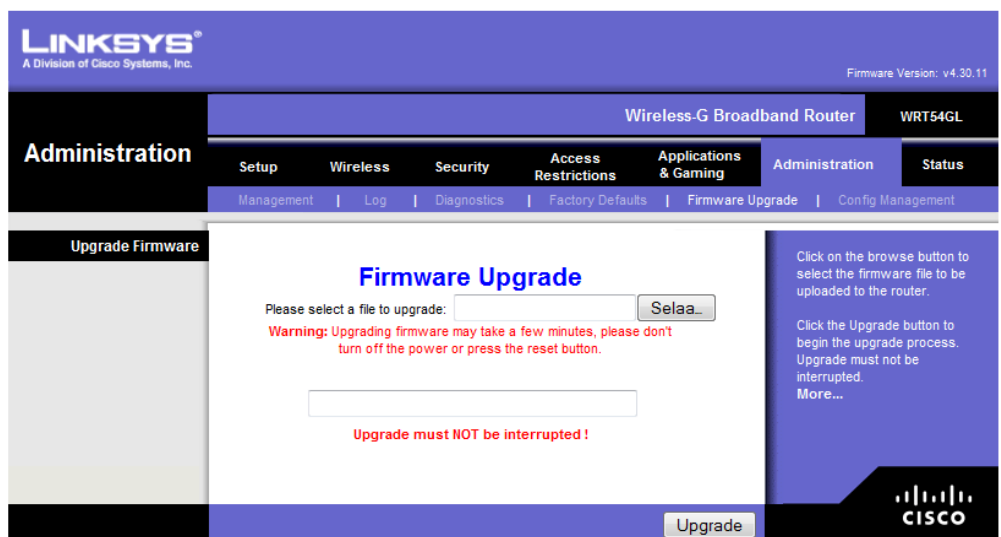 LINKSYS®
A Division of Cisco Systems, Inc.
Firmware Version: v4.30.11
Wireless-G Broadband Router
WRT54GL
Administration
Setup
Wireless
Security
Access
Restrictions
Applications
& Gaming
Administration
Status
Management | Log | Diagnostics | Factory Defaults | Firmware Upgrade | Config Management
Upgrade Firmware
Firmware Upgrade
Please select a file to upgrade:
Selaa...
Warning: Upgrading firmware may take a few minutes, please don't
turn off the power or press the reset button.
Upgrade must NOT be interrupted !
Click on the browse button to
select the firmware file to be
uploaded to the router.
Click the Upgrade button to
begin the upgrade process.
Upgrade must not be
interrupted.
More...
Upgrade
CISCO